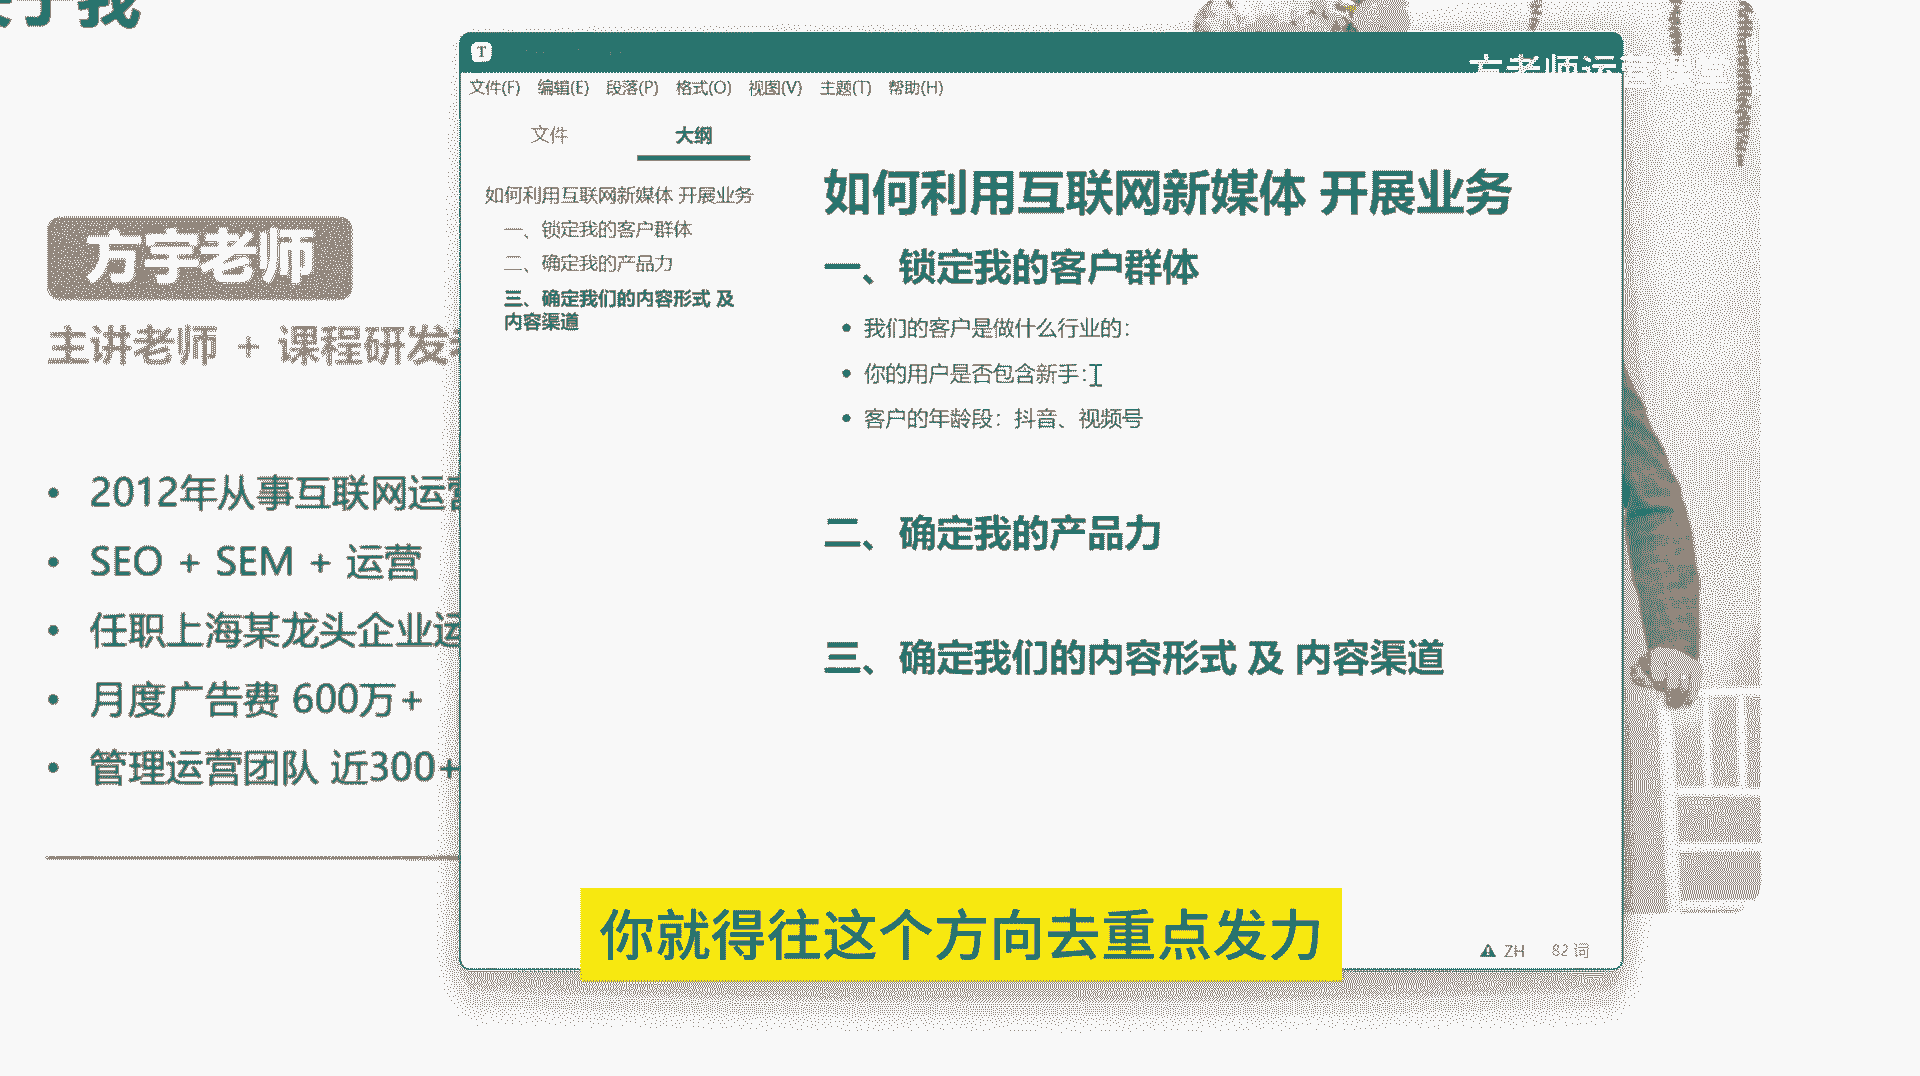 于我
方宇老师
主讲老师 + 课程研发
2012年从事互联网运营
SEO + SEM + 运营
任职上海某龙头企业运
月度广告费 600万+
管理运营团队 近300+
T
方老师运营
文件(F) 编辑(E) 段落(P) 格式(O) 视图(V) 主题(T) 帮助(H)
文件 大纲
如何利用互联网新媒体 开展业务
一、锁定我的客户群体
二、确定我的产品力
三、确定我们的内容形式 及
内容渠道
如何利用互联网新媒体 开展业务
一、锁定我的客户群体
我们的客户是做什么行业的：
你的用户是否包含新手：
客户的年龄段：抖音、视频号
二、确定我的产品力
三、确定我们的内容形式 及 内容渠道
ZH 82 词
你就得往这个方向去重点发力